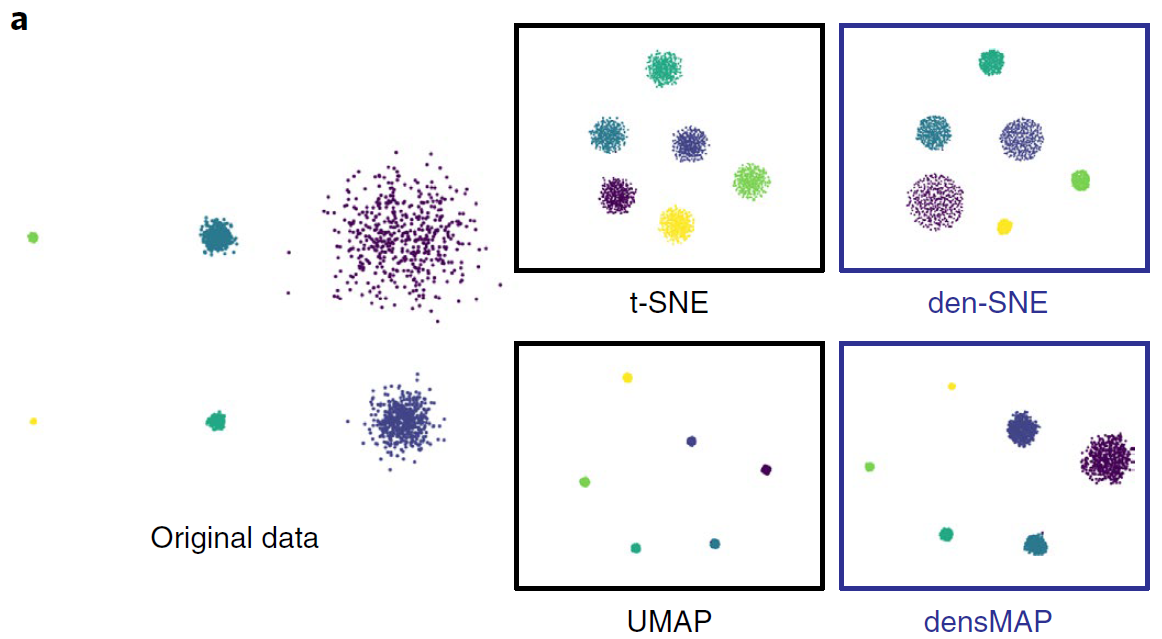 a
t-SNE
den-SNE
Original data
UMAP
densMAP